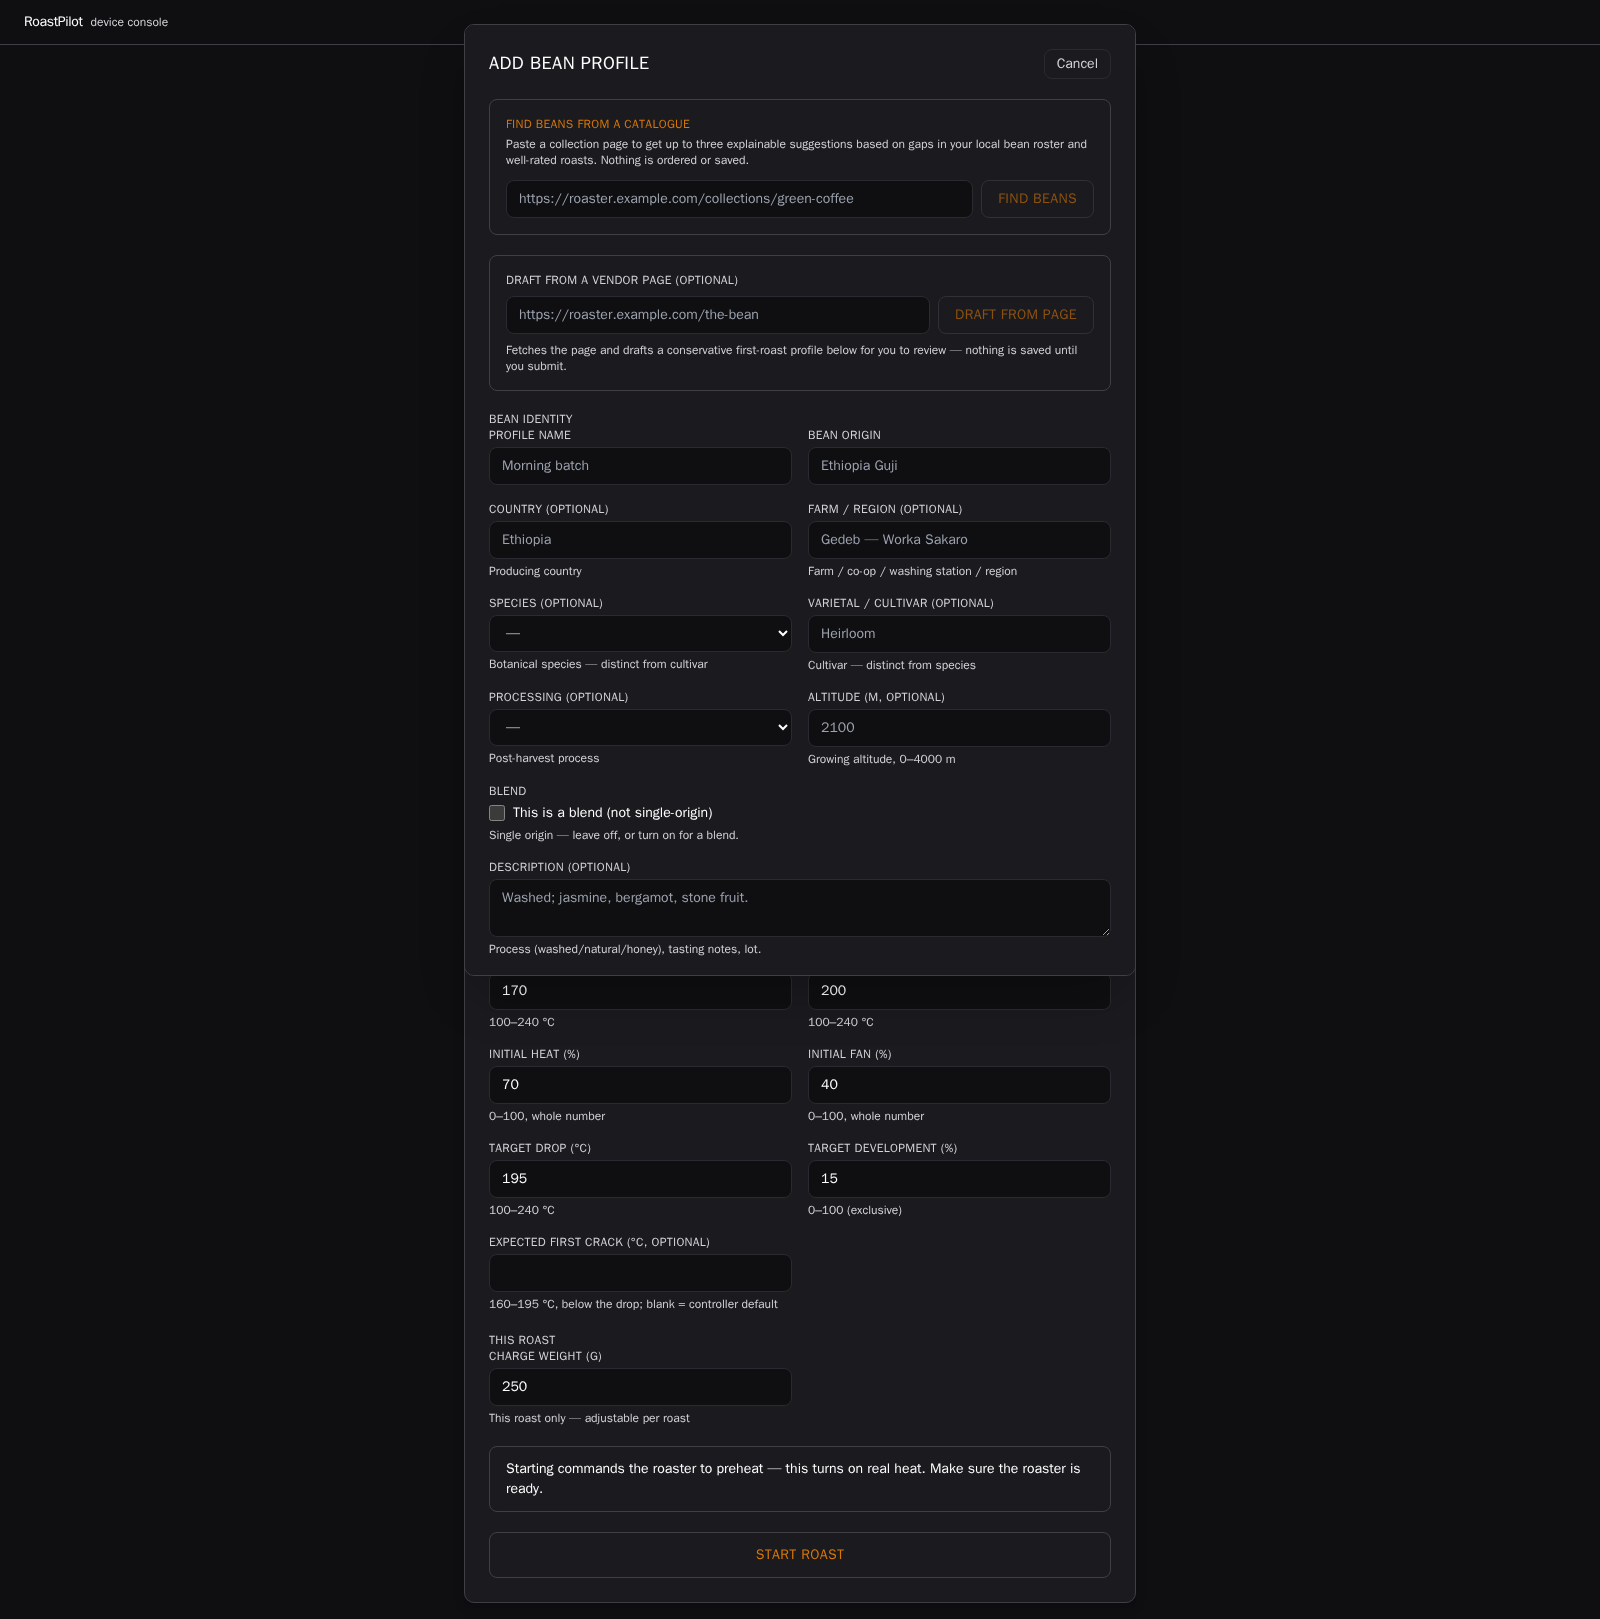 RoastPilot device console
ADD BEAN PROFILE
Cancel
FIND BEANS FROM A CATALOGUE
Paste a collection page to get up to three explainable suggestions based on gaps in your local bean roster and
well-rated roasts. Nothing is ordered or saved.
https://roaster.example.com/collections/green-coffee
FIND BEANS
DRAFT FROM A VENDOR PAGE (OPTIONAL)
https://roaster.example.com/the-bean
DRAFT FROM PAGE
Fetches the page and drafts a conservative first-roast profile below for you to review — nothing is saved until
you submit.
BEAN IDENTITY
PROFILE NAME
Morning batch
BEAN ORIGIN
Ethiopia Guji
COUNTRY (OPTIONAL)
Ethiopia
Producing country
FARM / REGION (OPTIONAL)
Gedeb — Worka Sakaro
Farm / co-op / washing station / region
SPECIES (OPTIONAL)
—
Botanical species — distinct from cultivar
VARIETAL / CULTIVAR (OPTIONAL)
Heirloom
Cultivar — distinct from species
PROCESSING (OPTIONAL)
—
Post-harvest process
ALTITUDE (M, OPTIONAL)
2100
Growing altitude, 0–4000 m
BLEND
This is a blend (not single-origin)
Single origin — leave off, or turn on for a blend.
DESCRIPTION (OPTIONAL)
Washed; jasmine, bergamot, stone fruit.
Process (washed/natural/honey), tasting notes, lot.
170
100–240 °C
200
100–240 °C
INITIAL HEAT (%)
70
0–100, whole number
INITIAL FAN (%)
40
0–100, whole number
TARGET DROP (°C)
195
100–240 °C
TARGET DEVELOPMENT (%)
15
0–100 (exclusive)
EXPECTED FIRST CRACK (°C, OPTIONAL)
160–195 °C, below the drop; blank = controller default
THIS ROAST
CHARGE WEIGHT (G)
250
This roast only — adjustable per roast
Starting commands the roaster to preheat — this turns on real heat. Make sure the roaster is
ready.
START ROAST